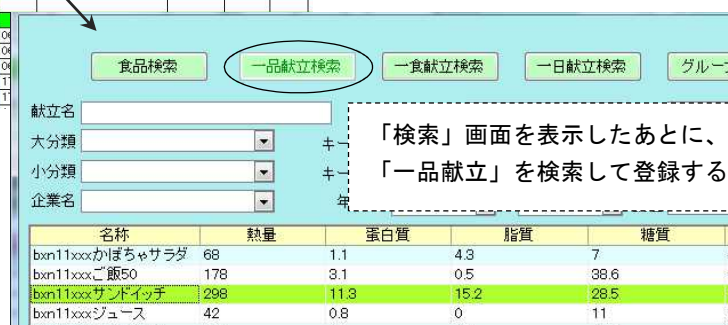 食品検索 一品献立検索 一食献立検索 一日献立検索 グルー
献立名
大分類 キー
小分類 キー
企業名 年
「検索」画面を表示したあとに、
「一品献立」を検索して登録する
名称 熱量 蛋白質 脂質 糖質
bxn11xxxかぼちゃサラダ 68 1.1 4.3 7
bxn11xxxご飯50 178 3.1 0.5 38.6
bxn11xxxサンドイッチ 298 11.3 15.2 28.5
bxn11xxxジュース 42 0.8 0 11